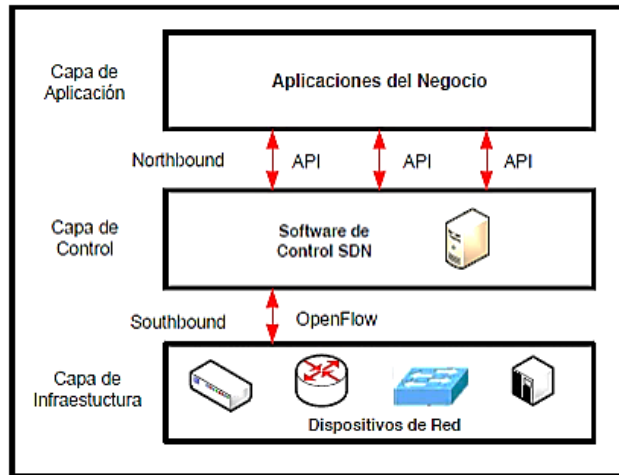 Capa de
Aplicación
Aplicaciones del Negocio
Northbound
API
API
API
Capa de
Control
Software de
Control SDN
Southbound
OpenFlow
Capa de
Infraestuctura
Dispositivos de Red